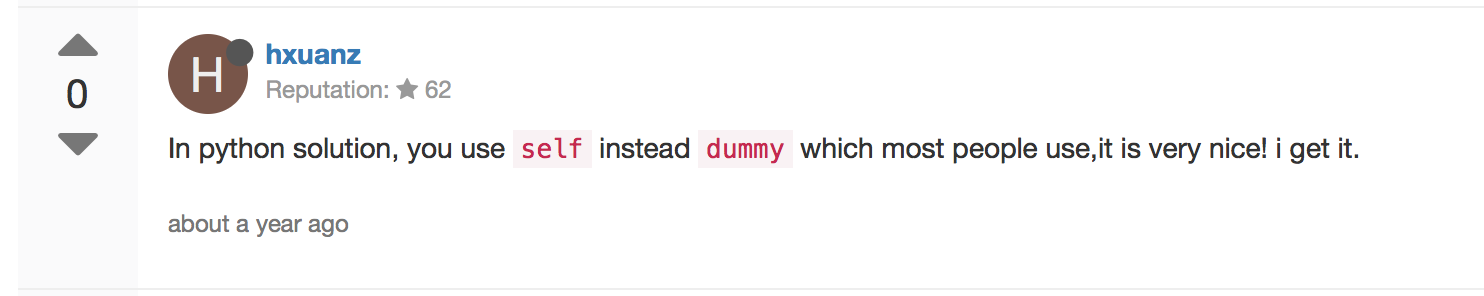 0
H
hxuanz
Reputation: ★ 62
In python solution, you use self instead dummy which most people use,it is very nice! i get it.
about a year ago